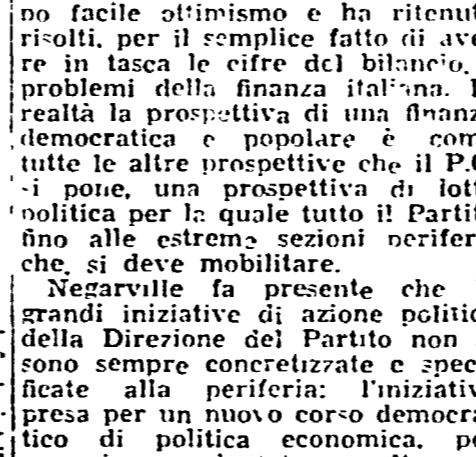 no facile ottimismo e ha ritenut
risolti, per il semplice fatto di ave
re in tasca le cifre del bilancio,
problemi della finanza italiana. I
realtà la prospettiva di una finanz
democratica e popolare è com
tutte le altre prospettive che il P.C
si pone, una prospettiva di lott
politica per la quale tutto il Partit
fino alle estreme sezioni perifer
che, si deve mobilitare.
Negarville fa presente che
grandi iniziative di azione politic
della Direzione del Partito non
sono sempre concretizzate e spec
ficate alla periferia: l'iniziativ
presa per un nuovo corso democra
tico di politica economica, pe